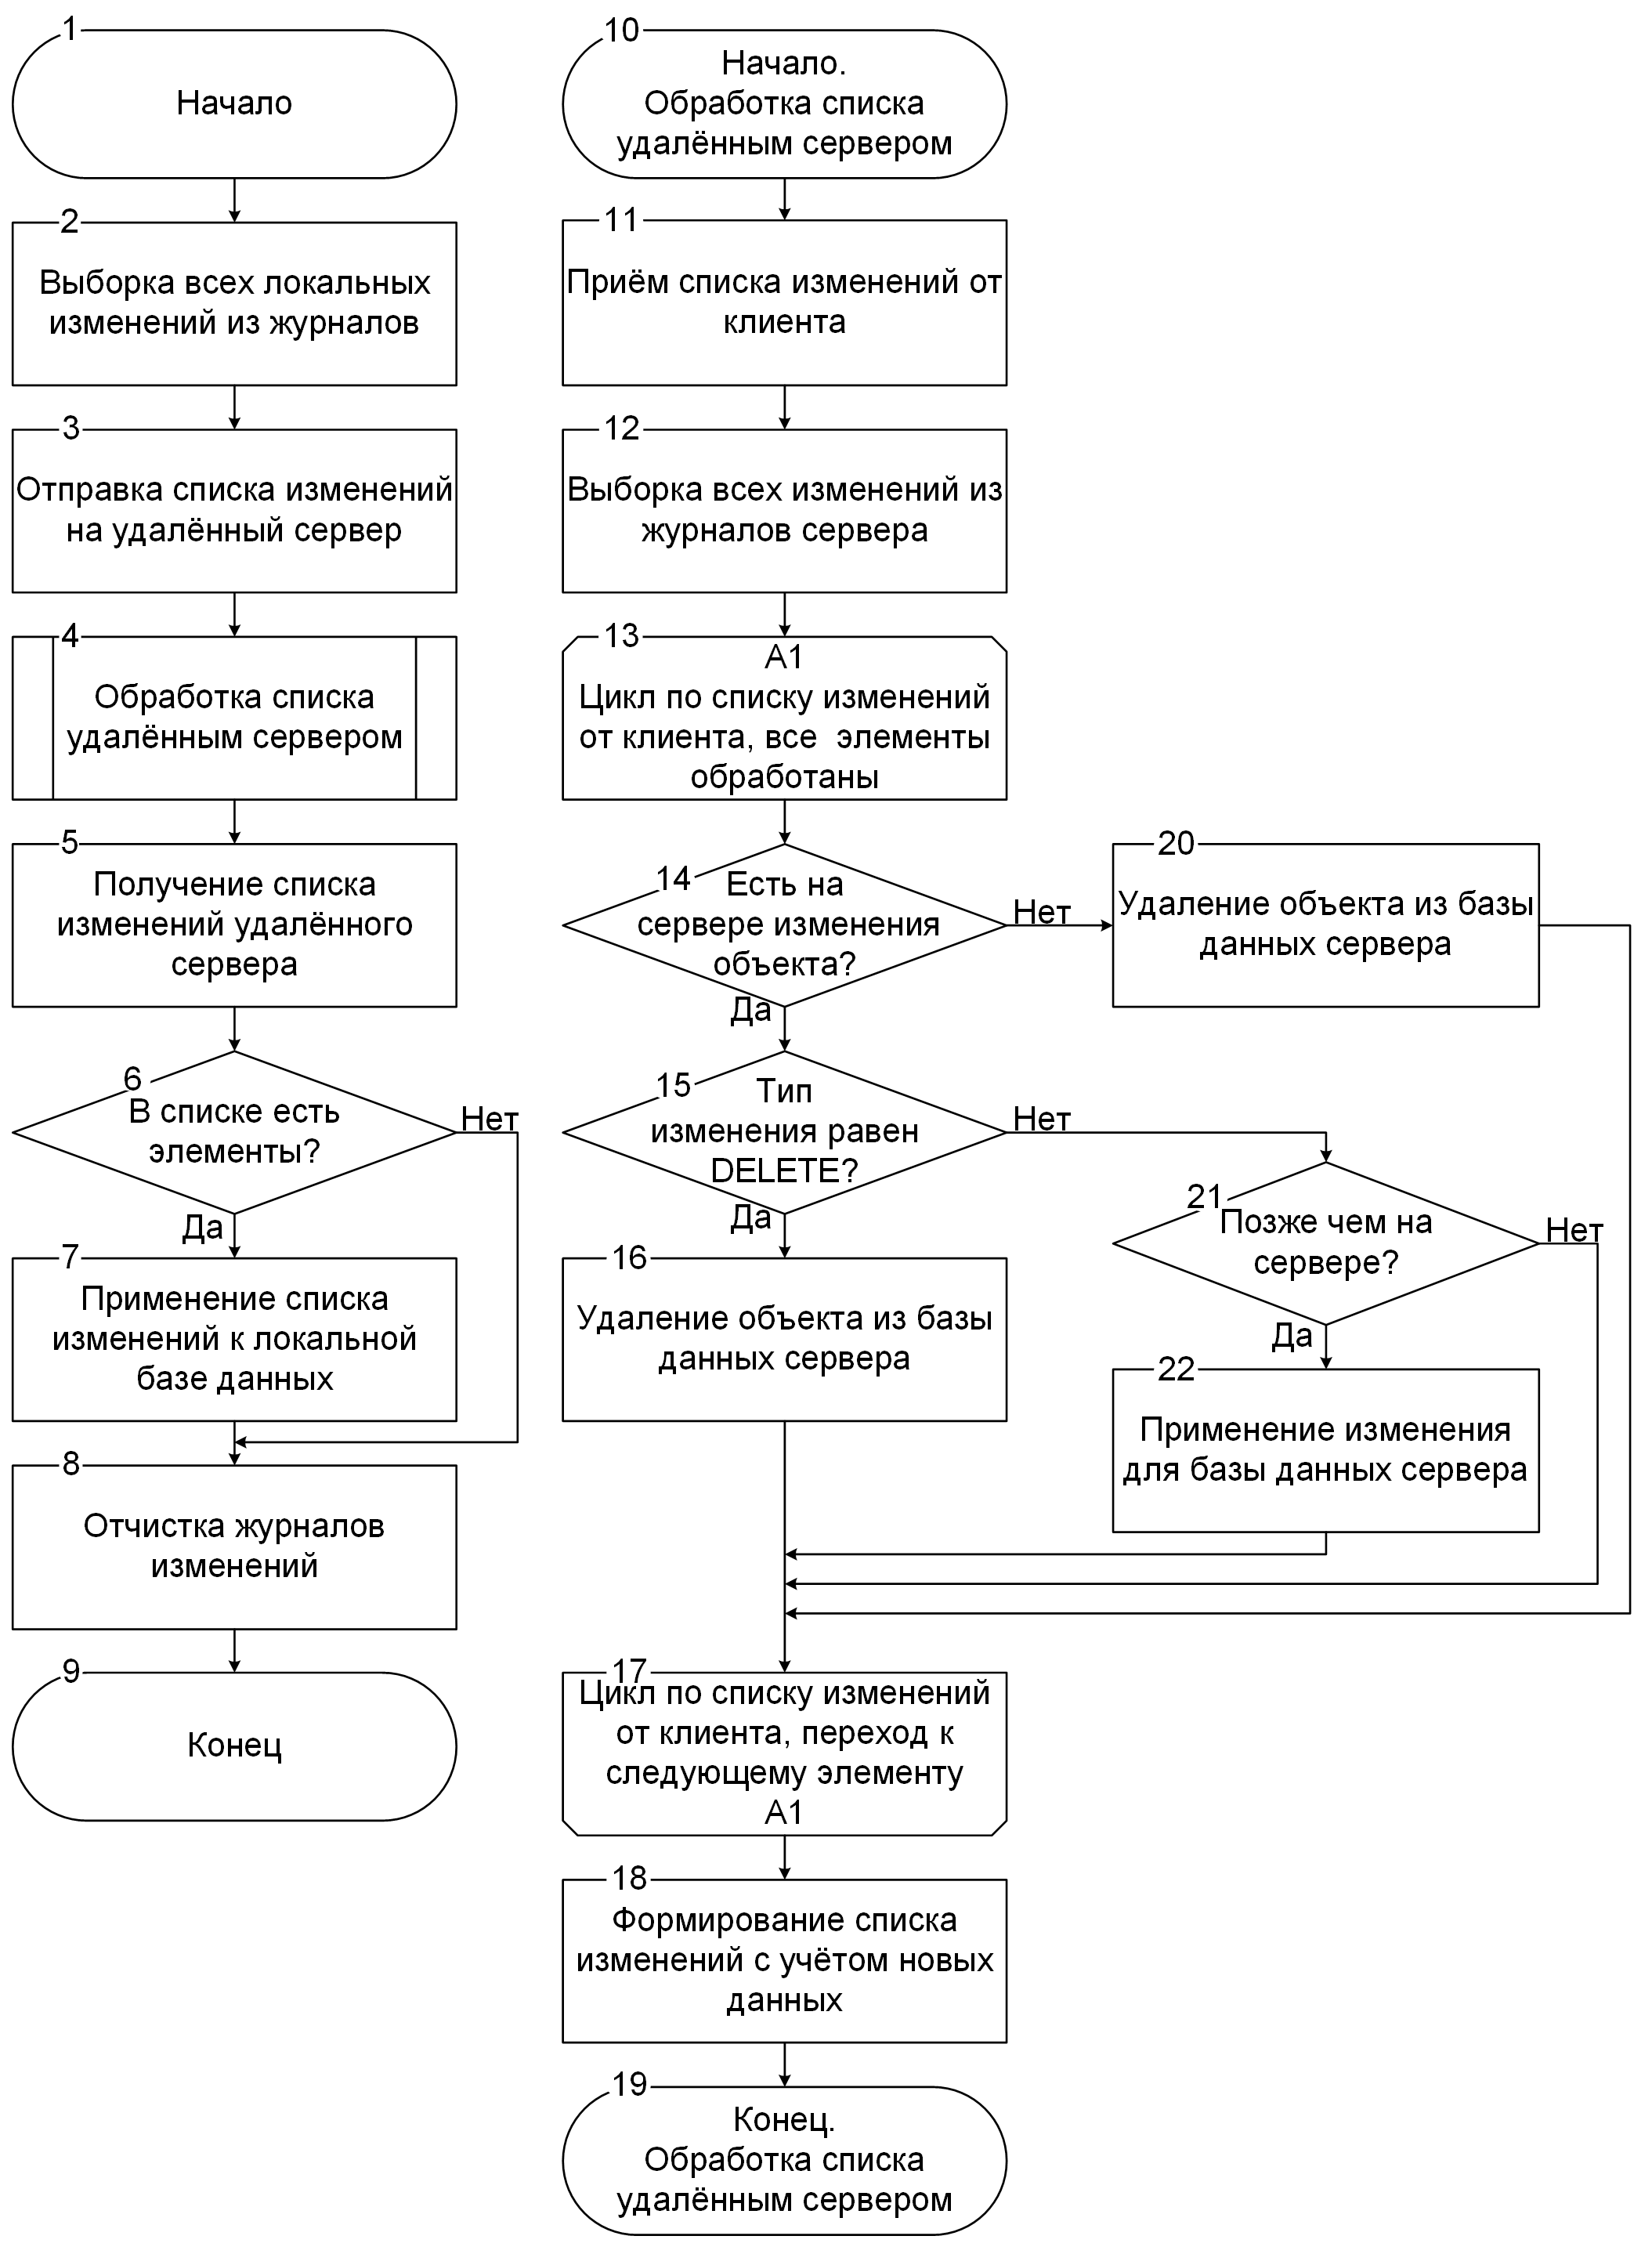 1
Начало
2
Выборка всех локальных
изменений из журналов
3
Отправка списка изменений
на удалённый сервер
4
Обработка списка
удалённым сервером
5
Получение списка
изменений удалённого
сервера
6
В списке есть
элементы?
Нет
Да
7
Применение списка
изменений к локальной
базе данных
8
Отчистка журналов
изменений
9
Конец
10
Начало.
Обработка списка
удалённым сервером
11
Приём списка изменений от
клиента
12
Выборка всех изменений из
журналов сервера
13
А1
Цикл по списку изменений
от клиента, все  элементы
обработаны
14
Есть на
сервере изменения
объекта?
Нет
Да
15
Тип
изменения равен
DELETE?
Нет
Да
16
Удаление объекта из базы
данных сервера
17
Цикл по списку изменений
от клиента, переход к
следующему элементу
А1
18
Формирование списка
изменений с учётом новых
данных
19
Конец.
Обработка списка
удалённым сервером
20
Удаление объекта из базы
данных сервера
21
Позже чем на
сервере?
Нет
Да
22
Применение изменения
для базы данных сервера